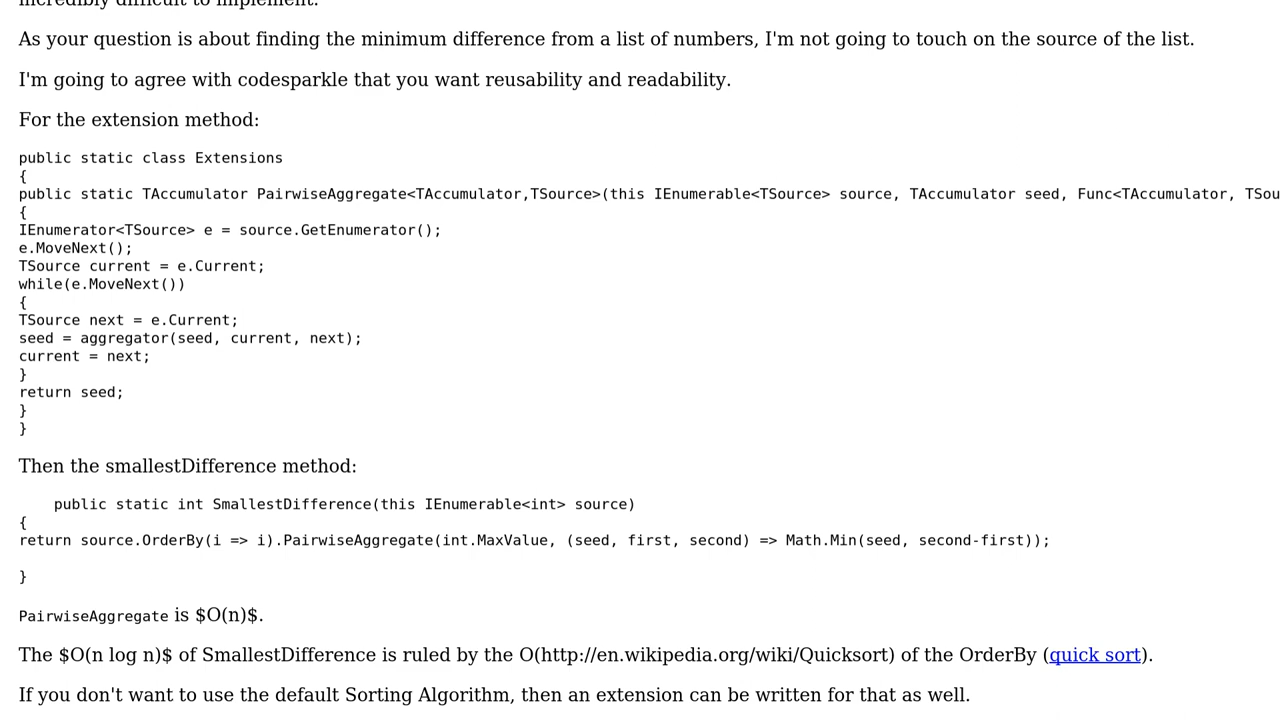 incredibly difficult to implement.
As your question is about finding the minimum difference from a list of numbers, I'm not going to touch on the source of the list.
I'm going to agree with codesparkle that you want reusability and readability.
For the extension method:
public static class Extensions
{
public static TAccumulator PairwiseAggregate<TAccumulator,TSource>(this IEnumerable<TSource> source, TAccumulator seed, Func<TAccumulator, TSou
{
IEnumerator<TSource> e = source.GetEnumerator();
e.MoveNext();
TSource current = e.Current;
while(e.MoveNext())
{
TSource next = e.Current;
seed = aggregator(seed, current, next);
current = next;
}
return seed;
}
}
Then the smallestDifference method:
    public static int SmallestDifference(this IEnumerable<int> source)
{
return source.OrderBy(i => i).PairwiseAggregate(int.MaxValue, (seed, first, second) => Math.Min(seed, second-first));
}
PairwiseAggregate is $O(n)$.
The $O(n log n)$ of SmallestDifference is ruled by the O(http://en.wikipedia.org/wiki/Quicksort) of the OrderBy (quick sort).
If you don't want to use the default Sorting Algorithm, then an extension can be written for that as well.